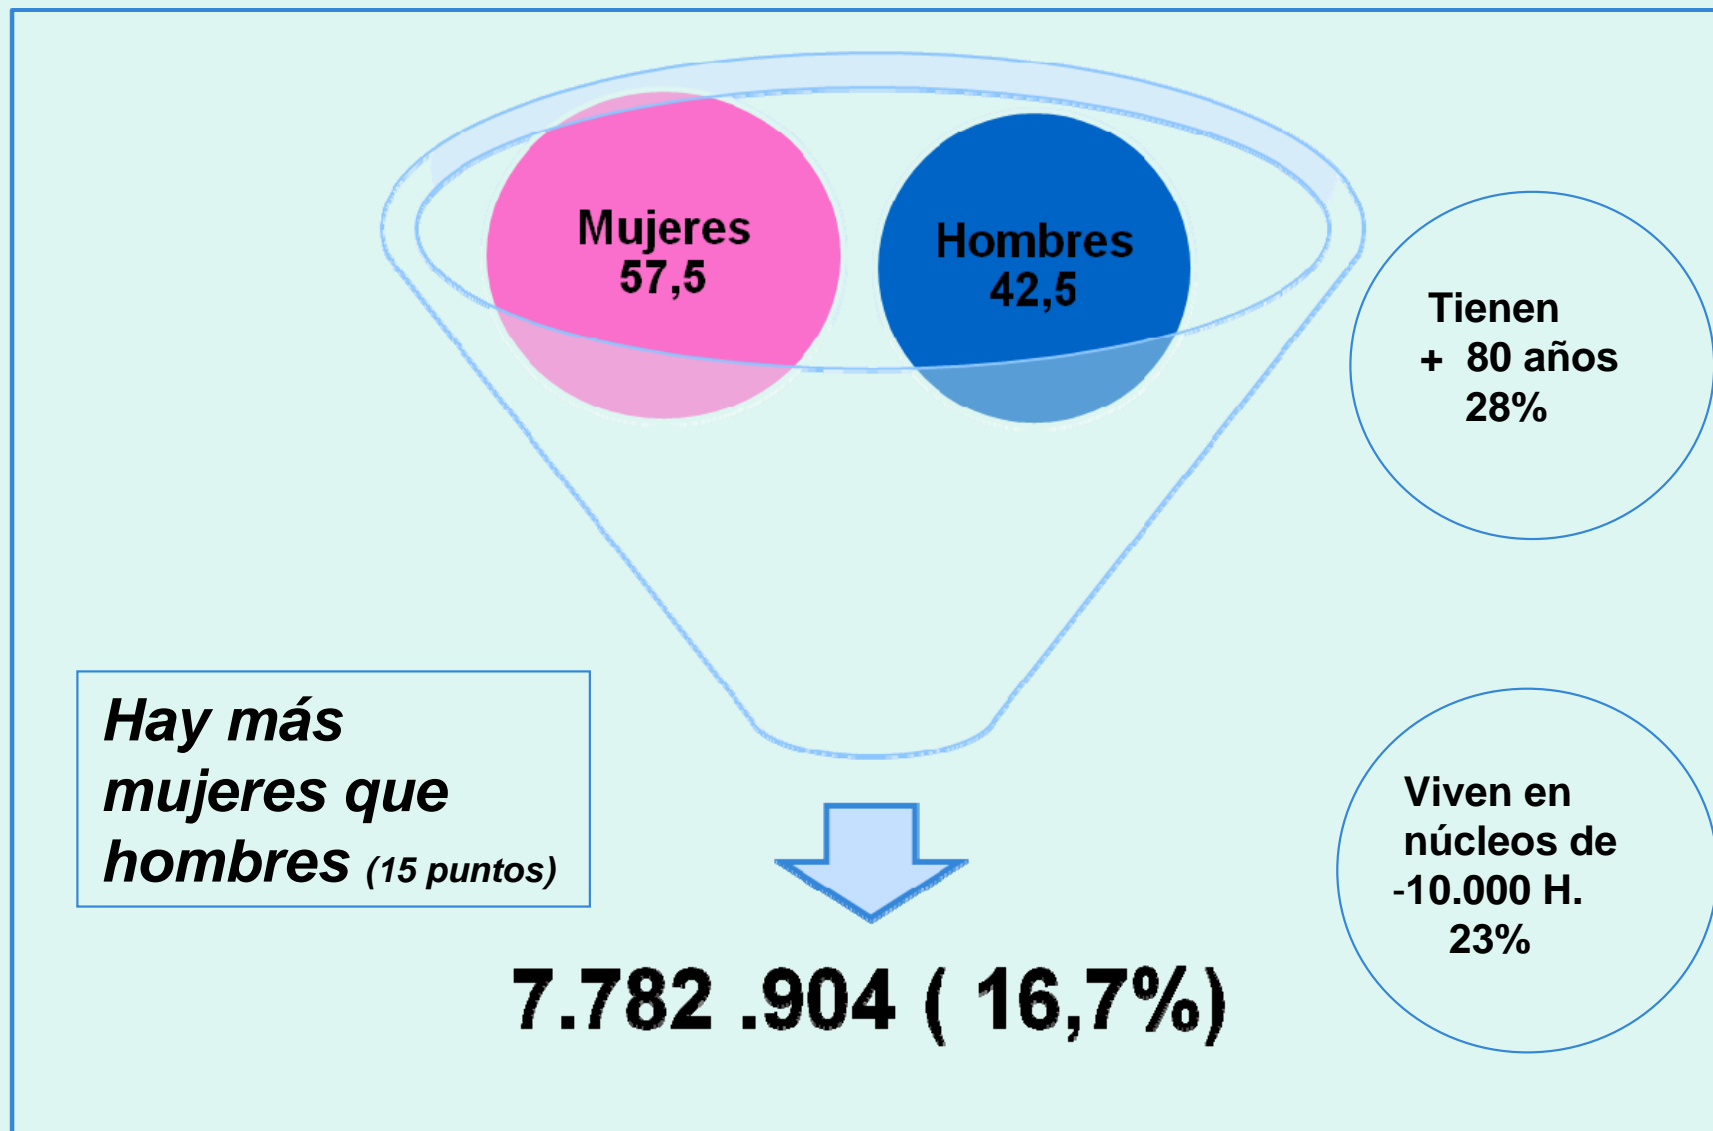 Mujeres
57,5
Hombres
42,5
Tienen
+ 80 años
28%
Hay más
mujeres que
hombres (15 puntos)
Viven en
núcleos de
-10.000 H.
23%
7.782 .904 ( 16,7%)